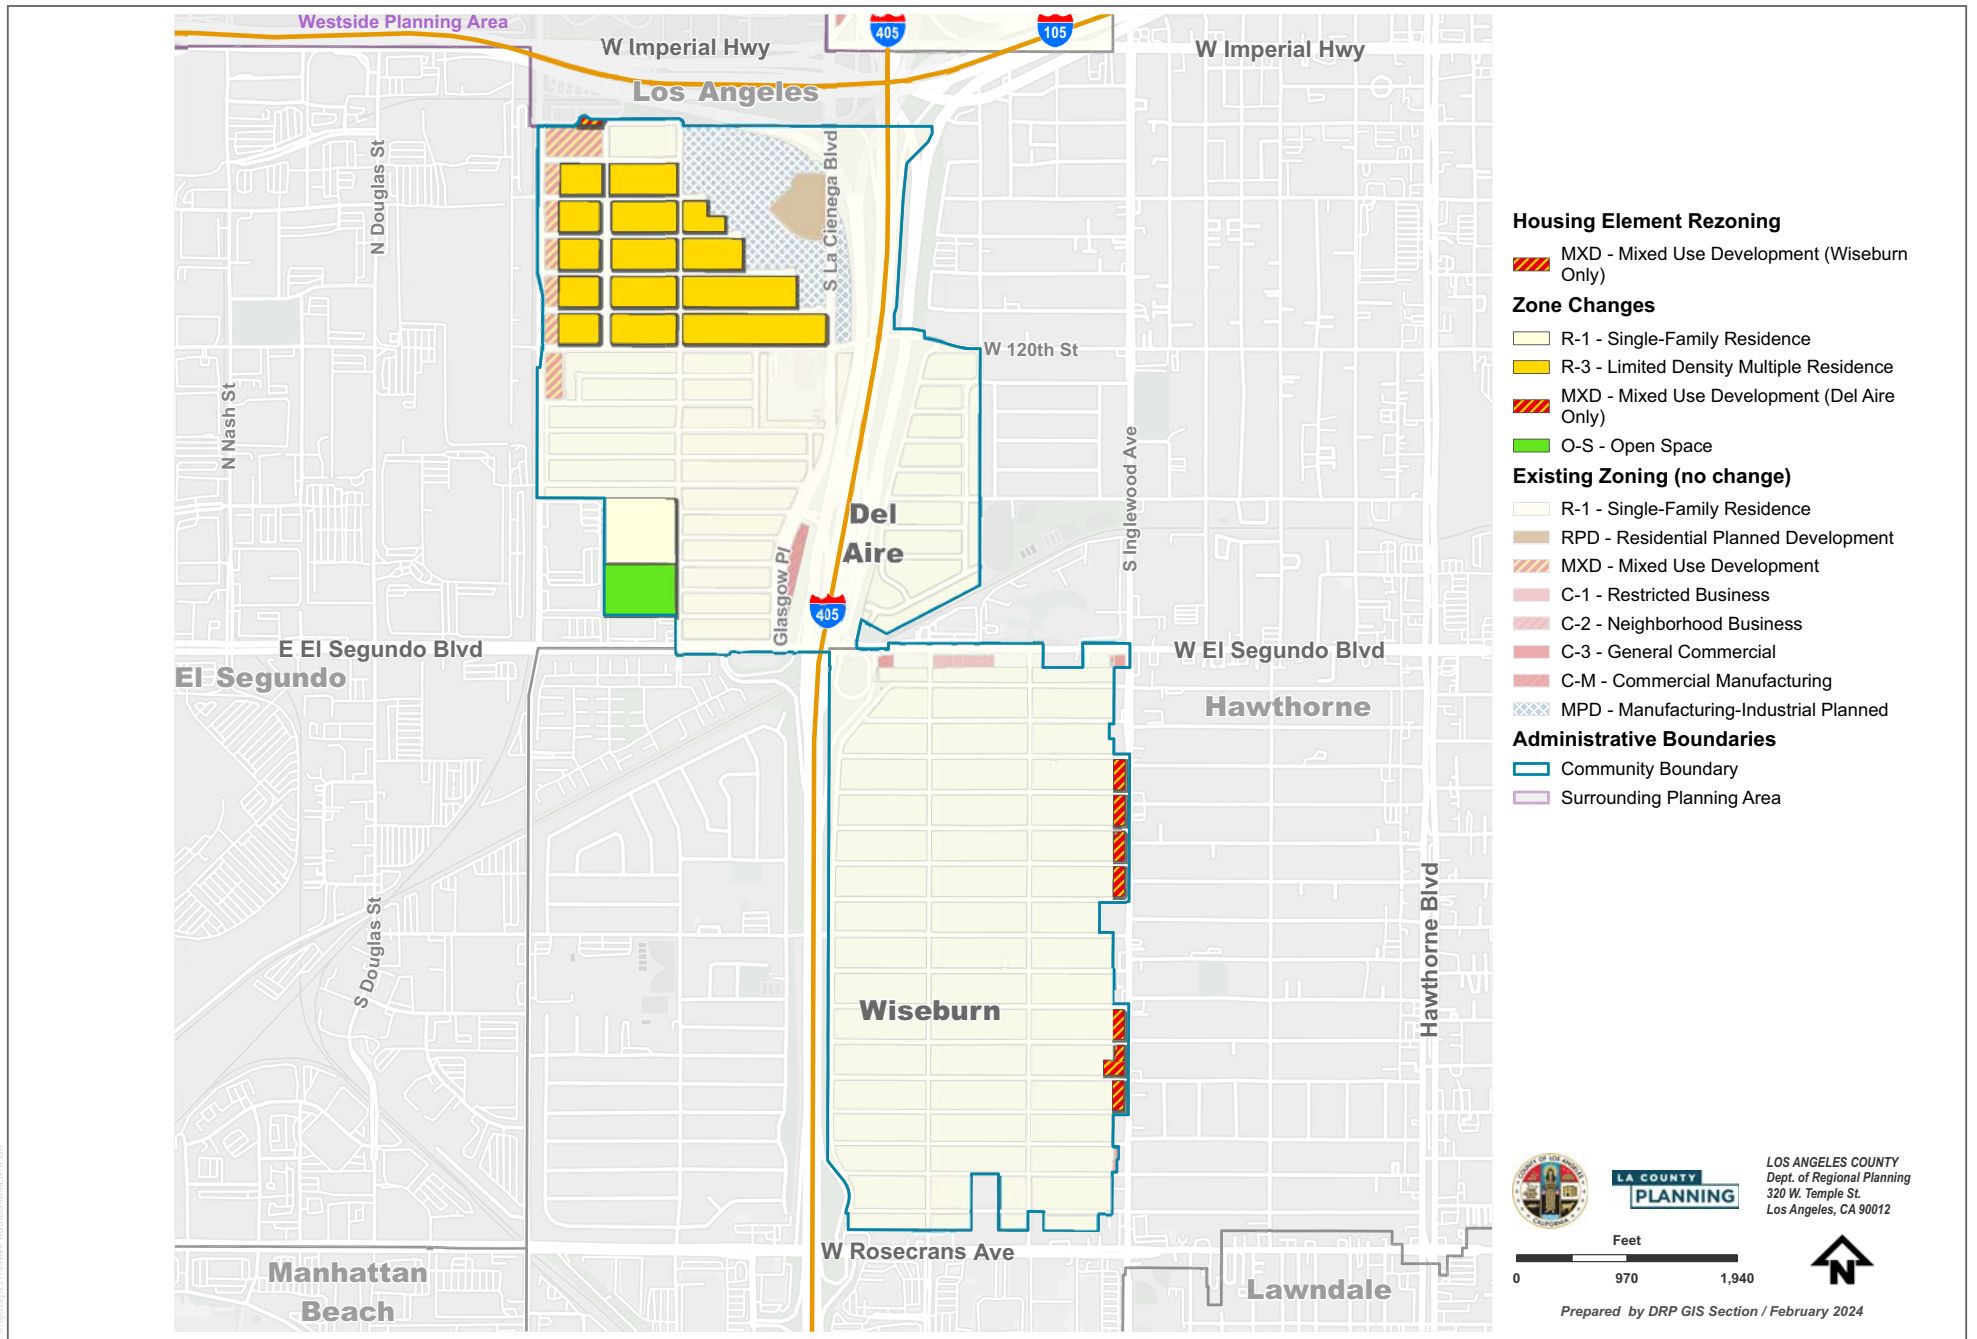 Westside Planning Area
W Imperial Hwy
405
105
W Imperial Hwy
Los Angeles
N Douglas St
S La Cienega Blvd
W 120th St
N Nash St
S Inglewood Ave
Del
Aire
Glasgow Pl
405
E El Segundo Blvd
W El Segundo Blvd
El Segundo
Hawthorne
S Douglas St
Hawthorne Blvd
Wiseburn
W Rosecrans Ave
Manhattan
Beach
Lawndale
Housing Element Rezoning
MXD - Mixed Use Development (Wiseburn
Only)
Zone Changes
R-1 - Single-Family Residence
R-3 - Limited Density Multiple Residence
MXD - Mixed Use Development (Del Aire
Only)
O-S - Open Space
Existing Zoning (no change)
R-1 - Single-Family Residence
RPD - Residential Planned Development
MXD - Mixed Use Development
C-1 - Restricted Business
C-2 - Neighborhood Business
C-3 - General Commercial
C-M - Commercial Manufacturing
MPD - Manufacturing-Industrial Planned
Administrative Boundaries
Community Boundary
Surrounding Planning Area
COUNTY OF LOS ANGELES
CALIFORNIA
LA COUNTY
PLANNING
LOS ANGELES COUNTY
Dept. of Regional Planning
320 W. Temple St.
Los Angeles, CA 90012
Feet
0 970 1,940
N
Prepared by DRP GIS Section / February 2024